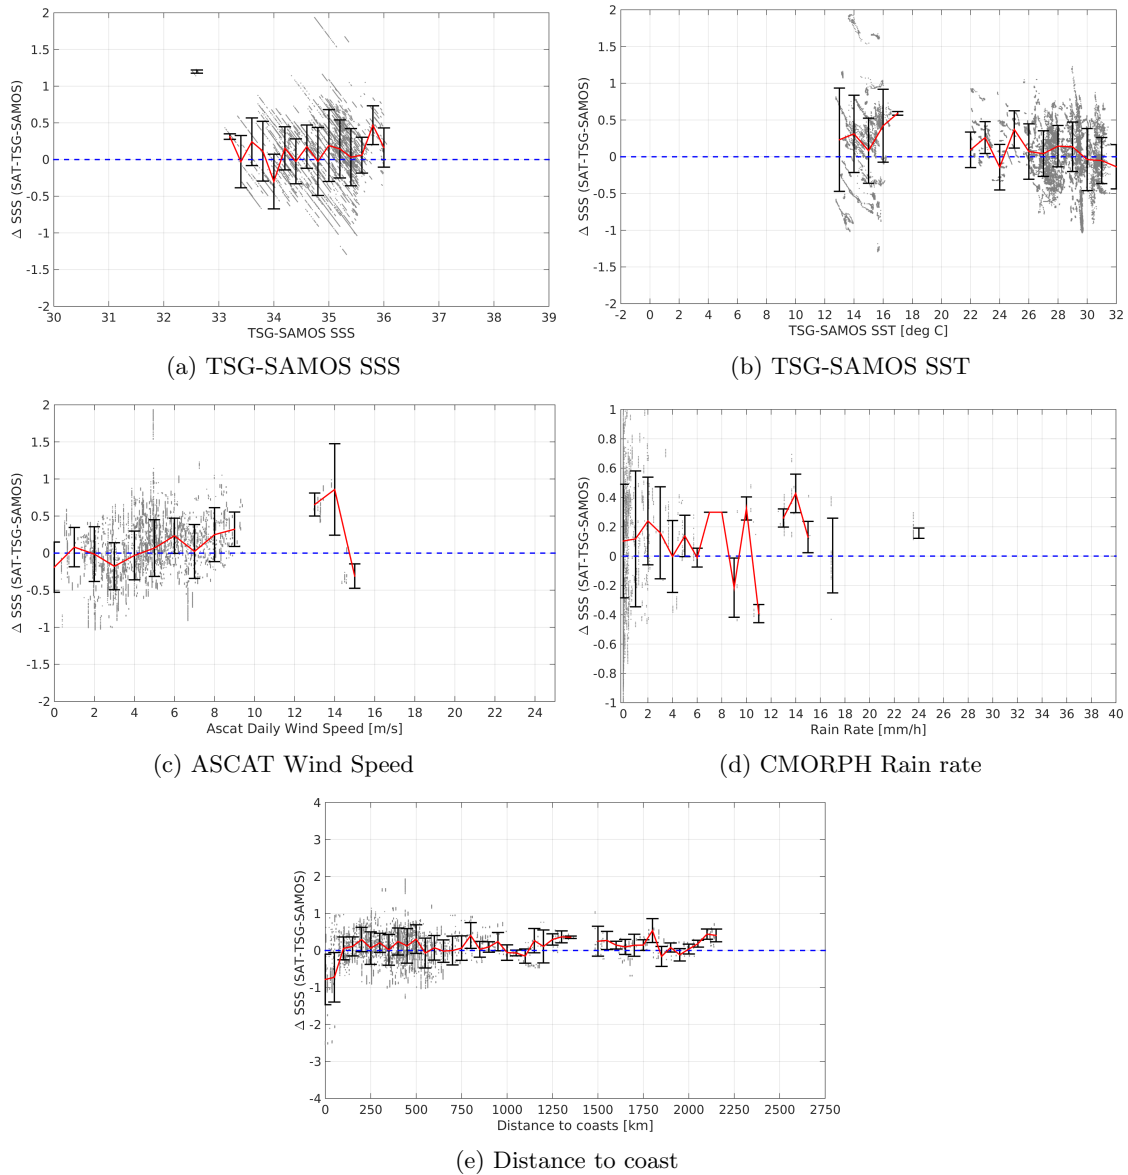 Δ SSS (SAT-TSG-SAMOS)
2
1.5
1
0.5
0
-0.5
-1
-1.5
-2
30 31 32 33 34 35 36 37 38 39
TSG-SAMOS SSS
(a) TSG-SAMOS SSS
Δ SSS (SAT-TSG-SAMOS)
2
1.5
1
0.5
0
-0.5
-1
-1.5
-2
-2 0 2 4 6 8 10 12 14 16 18 20 22 24 26 28 30 32
TSG-SAMOS SST [deg C]
(b) TSG-SAMOS SST
Δ SSS (SAT-TSG-SAMOS)
2
1.5
1
0.5
0
-0.5
-1
-1.5
-2
0 2 4 6 8 10 12 14 16 18 20 22 24
Ascat Daily Wind Speed [m/s]
(c) ASCAT Wind Speed
Δ SSS (SAT-TSG-SAMOS)
1
0.8
0.6
0.4
0.2
0
-0.2
-0.4
-0.6
-0.8
-1
0 2 4 6 8 10 12 14 16 18 20 22 24 26 28 30 32 34 36 38 40
Rain Rate [mm/h]
(d) CMORPH Rain rate
Δ SSS (SAT-TSG-SAMOS)
4
3
2
1
0
-1
-2
-3
-4
0 250 500 750 1000 1250 1500 1750 2000 2250 2500 2750
Distance to coasts [km]
(e) Distance to coast